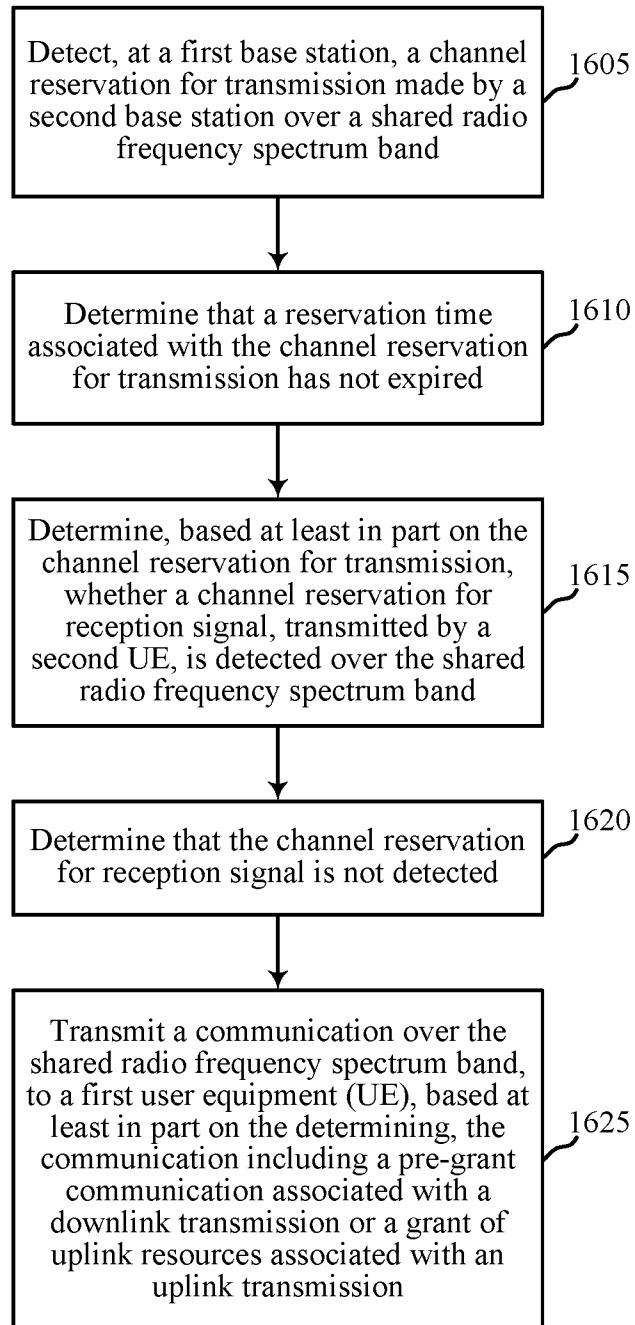 Detect, at a first base station, a channel
reservation for transmission made by a
second base station over a shared radio
frequency spectrum band
1605
Determine that a reservation time
associated with the channel reservation
for transmission has not expired
1610
Determine, based at least in part on the
channel reservation for transmission,
whether a channel reservation for
reception signal, transmitted by a
second UE, is detected over the shared
radio frequency spectrum band
1615
Determine that the channel reservation
for reception signal is not detected
1620
Transmit a communication over the
shared radio frequency spectrum band,
to a first user equipment (UE), based at
least in part on the determining, the
communication including a pre-grant
communication associated with a
downlink transmission or a grant of
uplink resources associated with an
uplink transmission
1625